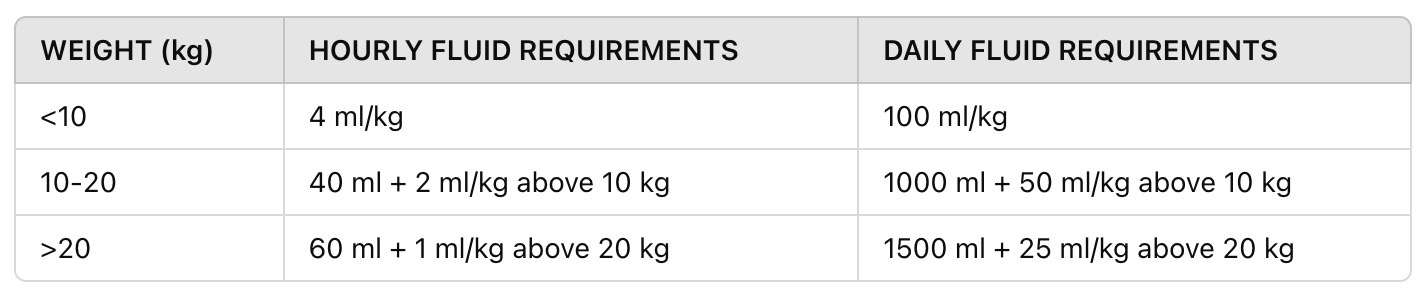 WEIGHT (kg) HOURLY FLUID REQUIREMENTS DAILY FLUID REQUIREMENTS
<10 4 ml/kg 100 ml/kg
10-20 40 ml + 2 ml/kg above 10 kg 1000 ml + 50 ml/kg above 10 kg
>20 60 ml + 1 ml/kg above 20 kg 1500 ml + 25 ml/kg above 20 kg